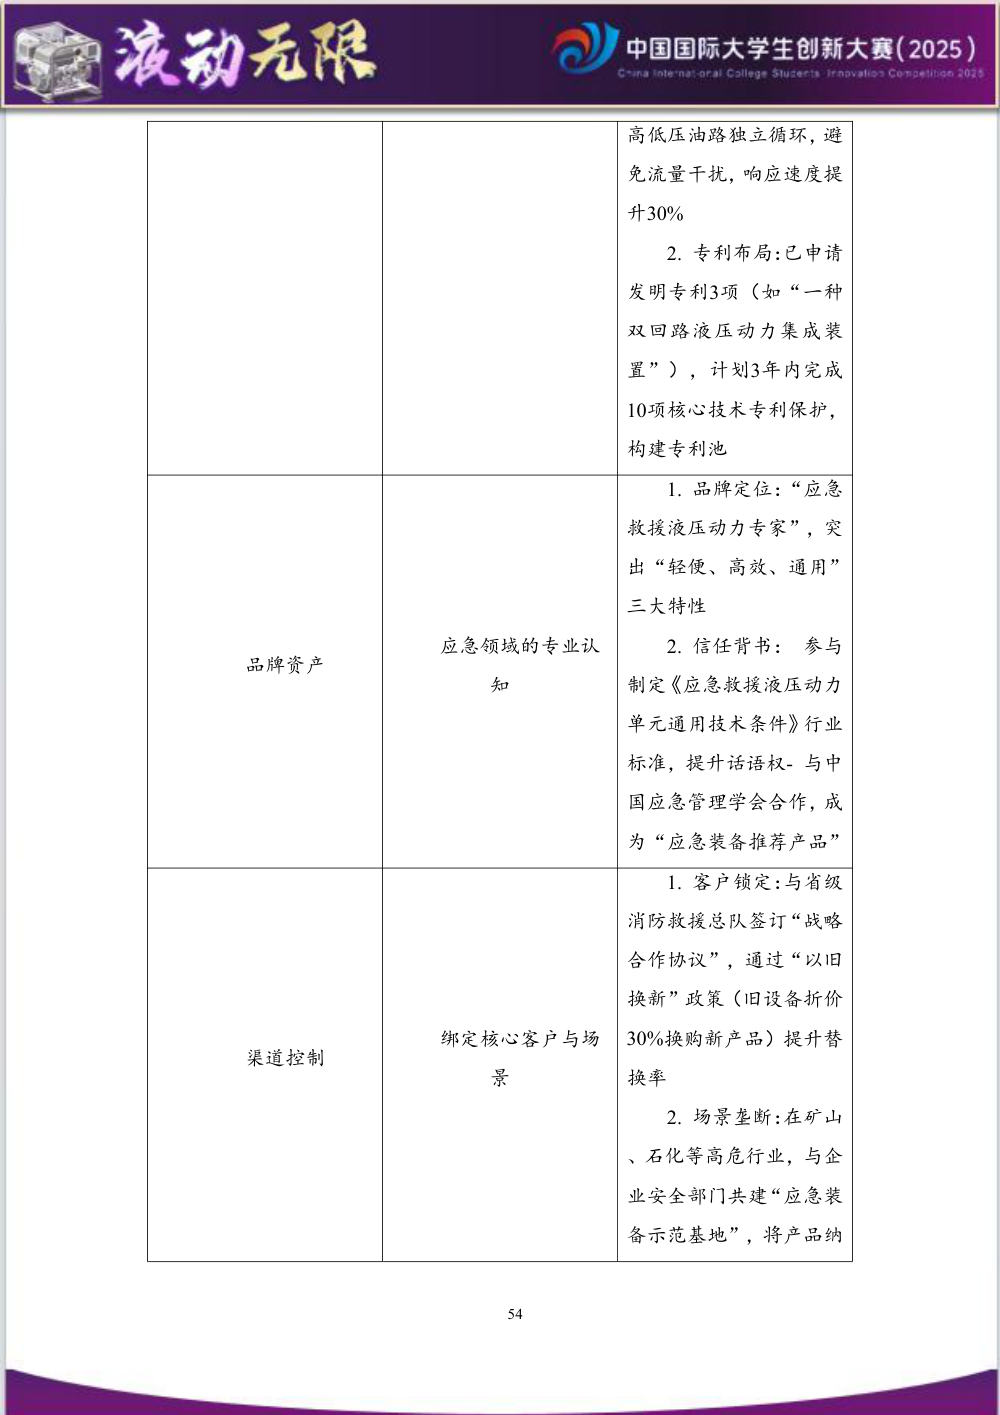 液动无限
中国国际大学生创新大赛(2025)
China International College Students Innovation Competition 2025
高低压油路独立循环，避
免流量干扰，响应速度提
升30%
2. 专利布局：已申请
发明专利3项（如“一种
双回路液压动力集成装
置”），计划3年内完成
10项核心技术专利保护，
构建专利池
品牌资产
应急领域的专业认
知
1. 品牌定位：“应急
救援液压动力专家”，突
出“轻便、高效、通用”
三大特性
2. 信任背书： 参与
制定《应急救援液压动力
单元通用技术条件》行业
标准，提升话语权- 与中
国应急管理学会合作，成
为“应急装备推荐产品”
渠道控制
绑定核心客户与场
景
1. 客户锁定：与省级
消防救援总队签订“战略
合作协议”，通过“以旧
换新”政策（旧设备折价
30%换购新产品）提升替
换率
2. 场景垄断：在矿山
、石化等高危行业，与企
业安全部门共建“应急装
备示范基地”，将产品纳
54